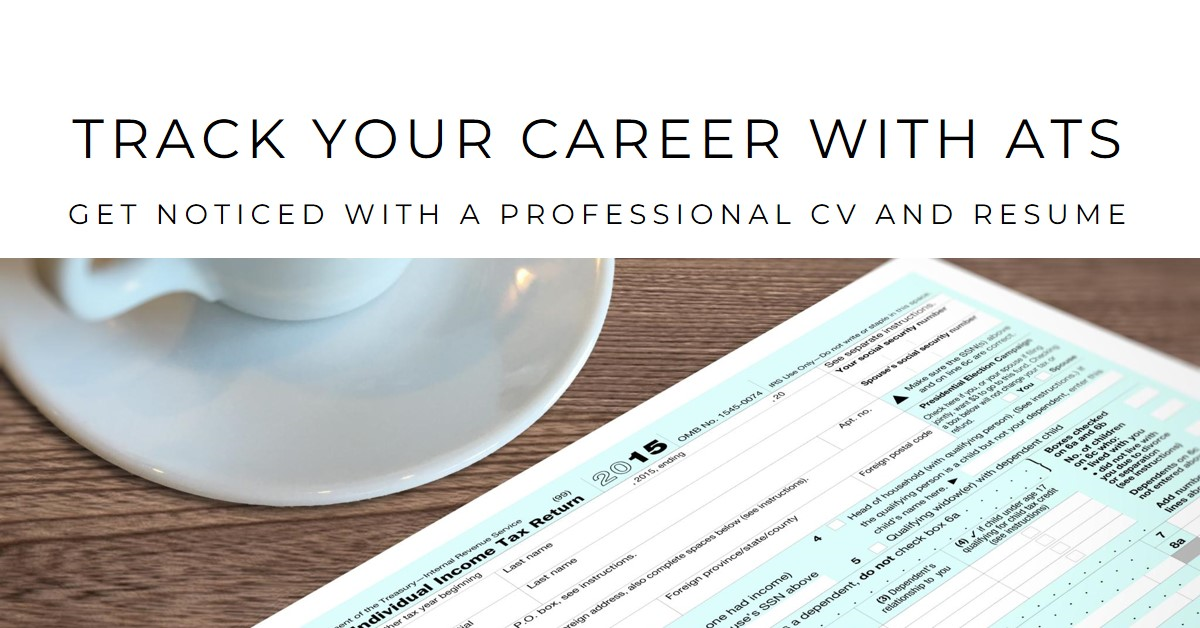 TRACK YOUR CAREER WITH ATS
GET NOTICED WITH A PROFESSIONAL CV AND RESUME
IRS Use Only—Do not write or staple in this space.
See separate instructions.
Your social security number
Spouse's social security number
Make sure the SSN(s) above
and on line 6c are correct.
Presidential Election Campaign
Check here if you, or your spouse if filing
jointly, want $3 to go to this fund. Checking
a box below will not change your tax or
refund.
You Spouse
ment of the Treasury—Internal Revenue Service (99)
Individual Income Tax Return
2015
OMB No. 1545-0074
, 2015, ending
, 20
ther tax year beginning
Last name
Last name
P.O. box, see instructions.
Apt. no.
foreign address, also complete spaces below (see instructions).
Foreign province/state/county
Foreign postal code
4
Head of household (with qualifying person). (See instructions.) If
the qualifying person is a child but not your dependent, enter this
child's name here.
5
Qualifying widow(er) with dependent child
one had income)
use's SSN above
a dependent, do not check box 6a
Boxes checked
on 6a and 6b
No. of children
on 6c who:
• lived with you
• did not live with
you due to divorce
or separation
(see instructions)
Dependents on 6c
not entered above
Add numbers
lines above
(3) Dependent's
relationship to you
(4) ✓ if child under age 17
qualifying for child tax credit
(see instructions)
7
8a